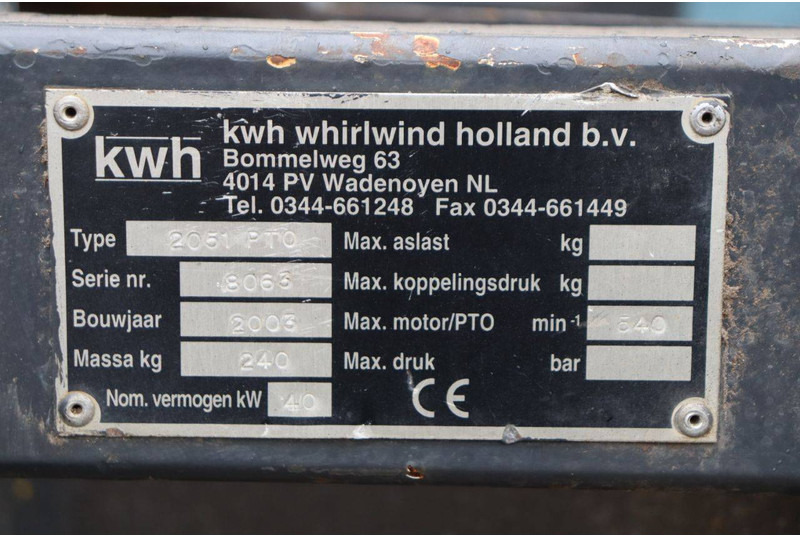 kwh
kwh whirlwind holland b.v.
Bommelweg 63
4014 PV Wadenoyen NL
Tel. 0344-661248 Fax 0344-661449
Type 2051 PTO Max. aslast kg
Serie nr. 8063 Max. koppelingsdruk kg
Bouwjaar 2003 Max. motor/PTO min⁻¹ 540
Massa kg 240 Max. druk bar
Nom. vermogen kW 40 CE